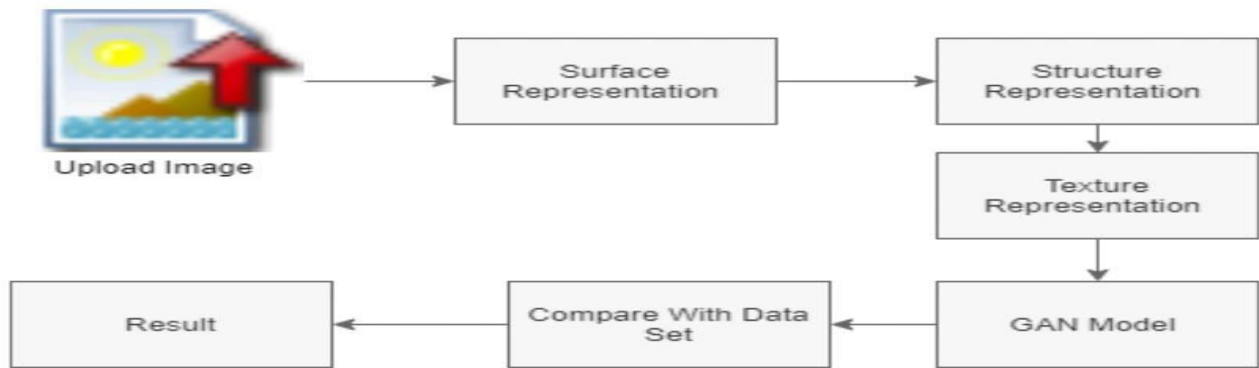 Upload Image
Surface
Representation
Structure
Representation
Texture
Representation
GAN Model
Compare With Data
Set
Result